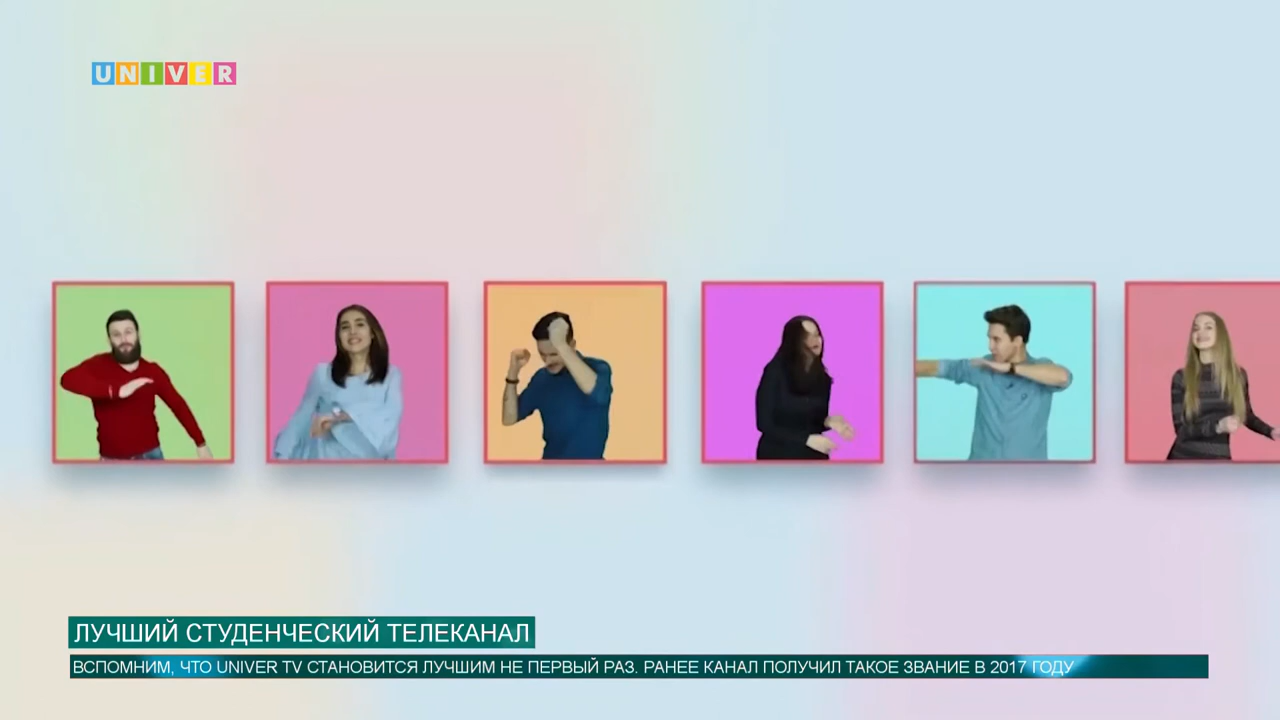 UNIVER
ЛУЧШИЙ СТУДЕНЧЕСКИЙ ТЕЛЕКАНАЛ
ВСПОМНИМ, ЧТО UNIVER TV СТАНОВИТСЯ ЛУЧШИМ НЕ ПЕРВЫЙ РАЗ. РАНЕЕ КАНАЛ ПОЛУЧИЛ ТАКОЕ ЗВАНИЕ В 2017 ГОДУ